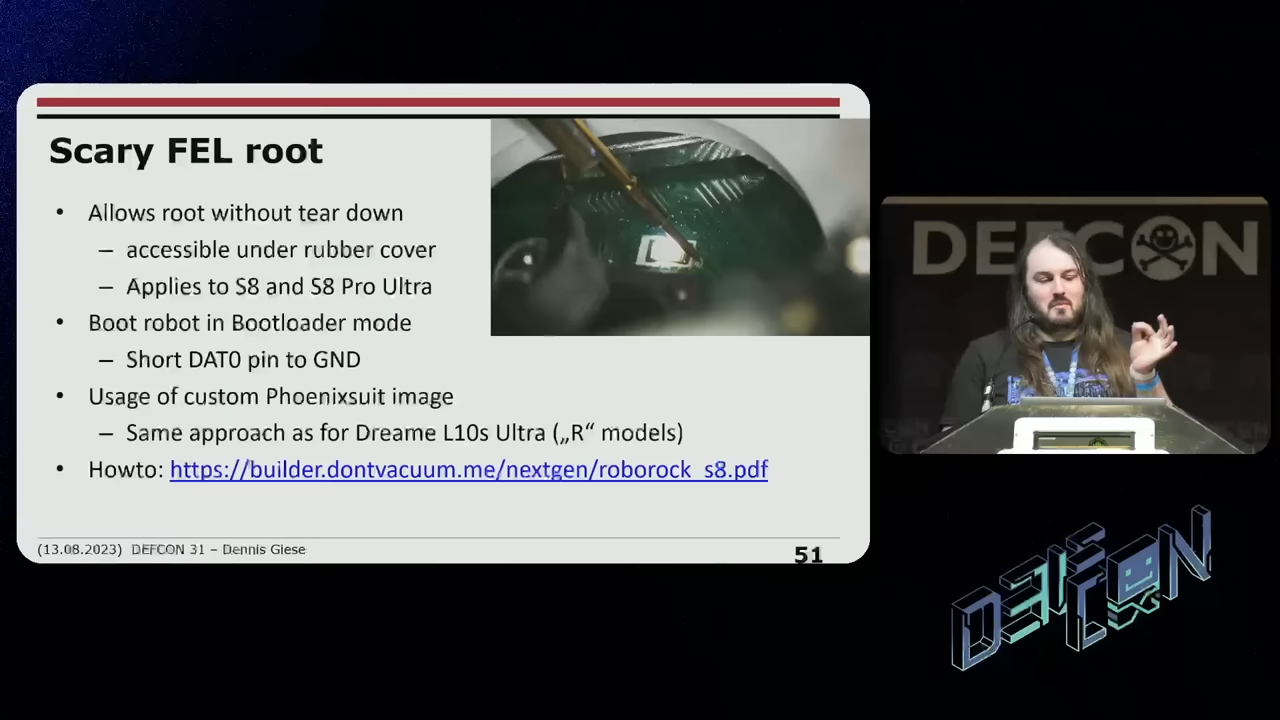 Scary FEL root
• Allows root without tear down
– accessible under rubber cover
– Applies to S8 and S8 Pro Ultra
• Boot robot in Bootloader mode
– Short DAT0 pin to GND
• Usage of custom Phoenixsuit image
– Same approach as for Dreame L10s Ultra („R“ models)
• Howto: https://builder.dontvacuum.me/nextgen/roborock_s8.pdf
(13.08.2023) DEFCON 31 – Dennis Giese
51
DEFCON
DEFCON